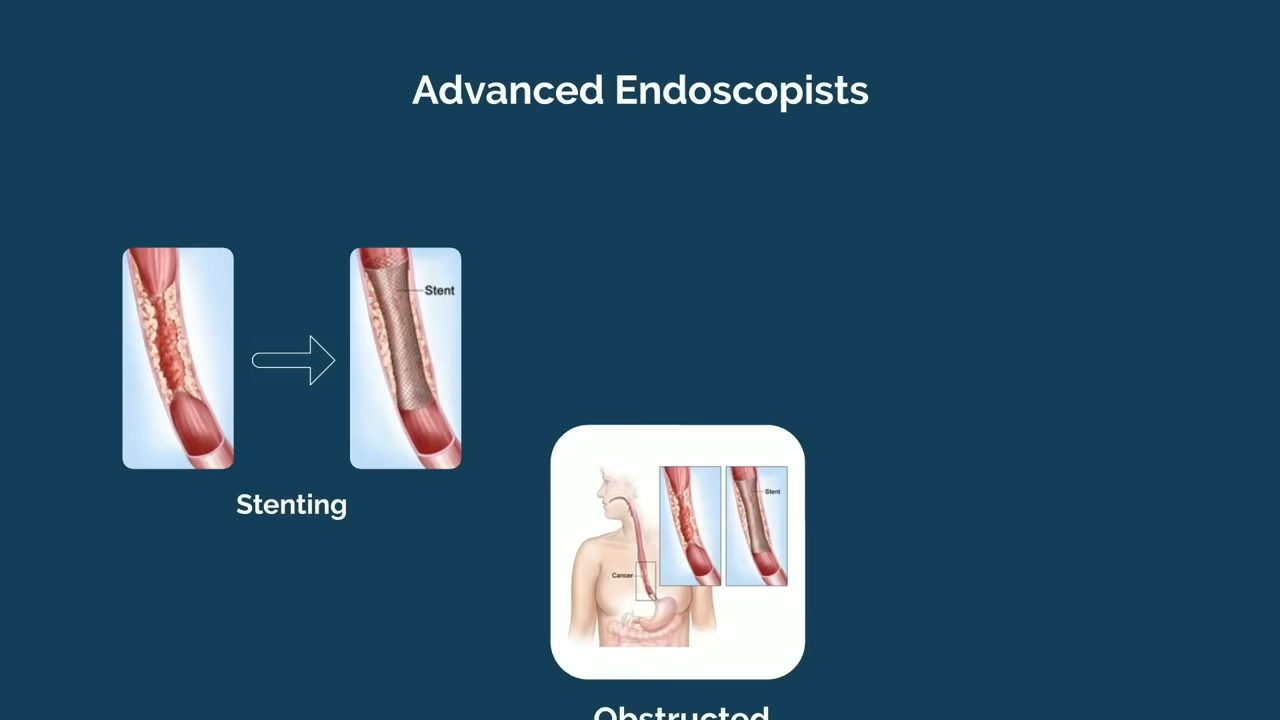 Advanced Endoscopists
Stent
Stenting
Stent
Cancer
Obstructed